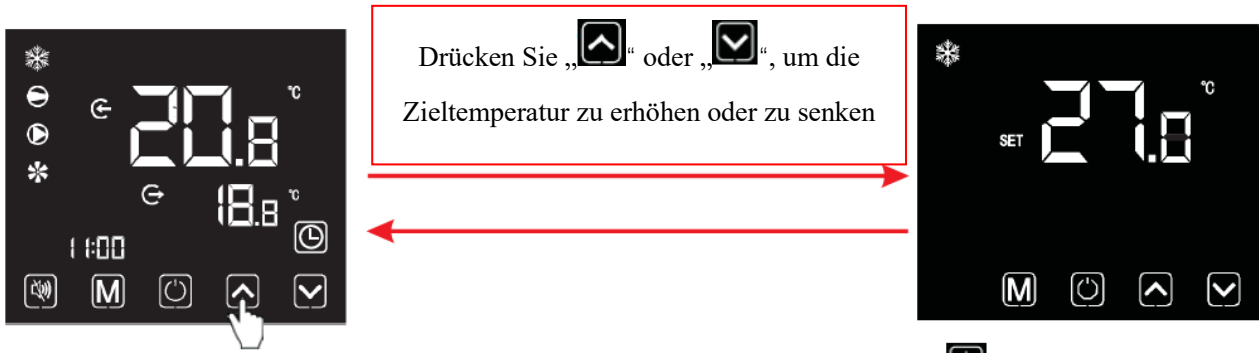 Drücken Sie „“ oder „“, um die
Zieltemperatur zu erhöhen oder zu senken
20.8 °C
18.8 °C
11:00
M
SET 27.0 °C
M